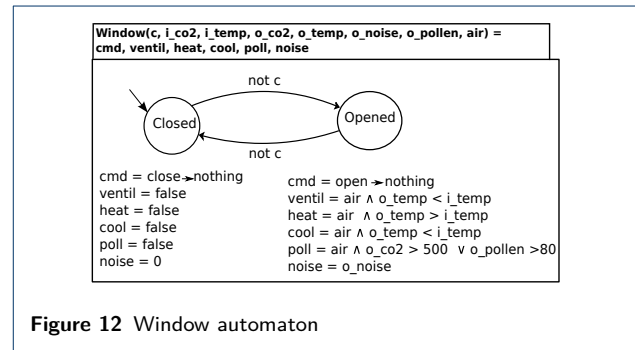 Window(c, i_co2, i_temp, o_co2, o_temp, o_noise, o_pollen, air) =
cmd, ventil, heat, cool, poll, noise
not c
Closed
Opened
not c
cmd = close→nothing
ventil = false
heat = false
cool = false
poll = false
noise = 0
cmd = open→nothing
ventil = air ∧ o_temp < i_temp
heat = air ∧ o_temp > i_temp
cool = air ∧ o_temp < i_temp
poll = air ∧ o_co2 > 500 ∨ o_pollen >80
noise = o_noise
Figure 12 Window automaton